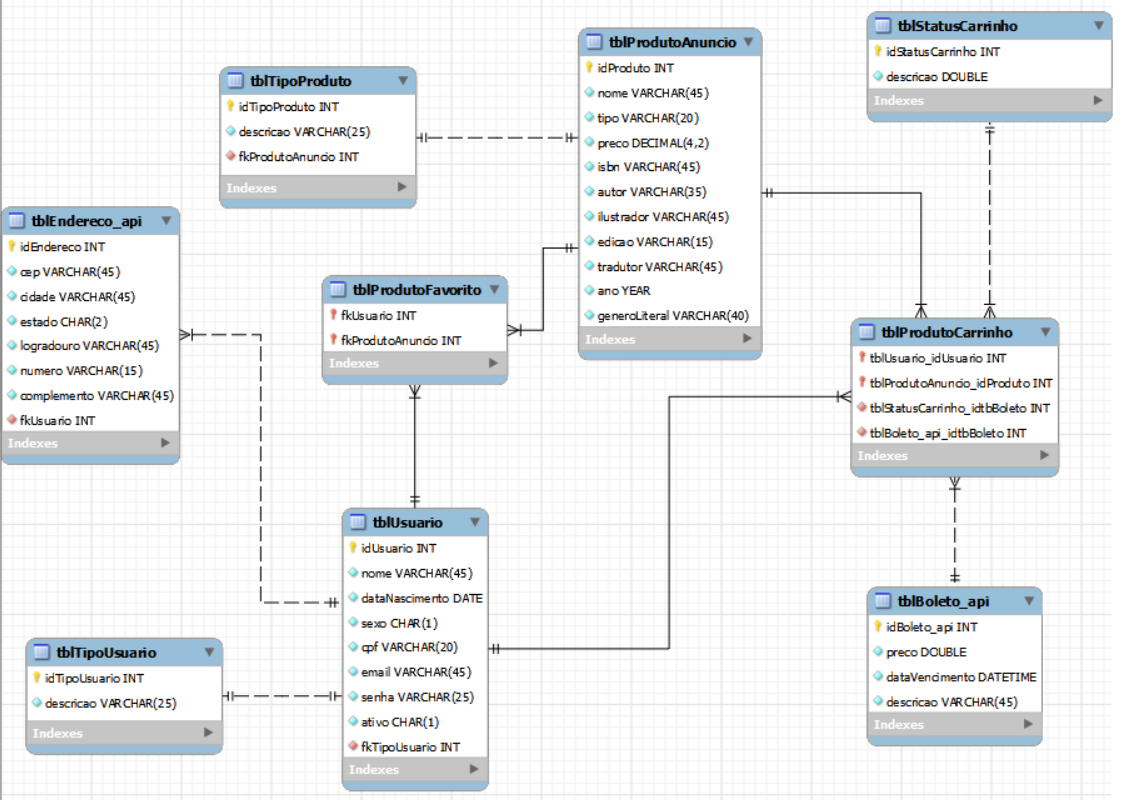 tblStatusCarrinho
idStatusCarrinho INT
descricao DOUBLE
Indexes
tblProdutoAnuncio
idProduto INT
nome VARCHAR(45)
tipo VARCHAR(20)
preco DECIMAL(4,2)
isbn VARCHAR(45)
autor VARCHAR(35)
ilustrador VARCHAR(45)
edicao VARCHAR(15)
tradutor VARCHAR(45)
ano YEAR
generoLiteral VARCHAR(40)
Indexes
tblTipoProduto
idTipoProduto INT
descricao VARCHAR(25)
fkProdutoAnuncio INT
Indexes
tblEndereco_api
idEndereco INT
cep VARCHAR(45)
cidade VARCHAR(45)
estado CHAR(2)
logradouro VARCHAR(45)
numero VARCHAR(15)
complemento VARCHAR(45)
fkUsuario INT
Indexes
tblProdutoFavorito
fkUsuario INT
fkProdutoAnuncio INT
Indexes
tblProdutoCarrinho
tblUsuario_idUsuario INT
tblProdutoAnuncio_idProduto INT
tblStatusCarrinho_idtbBoleto INT
tblBoleto_api_idtbBoleto INT
Indexes
tblUsuario
idUsuario INT
nome VARCHAR(45)
dataNascimento DATE
sexo CHAR(1)
cpf VARCHAR(20)
email VARCHAR(45)
senha VARCHAR(25)
ativo CHAR(1)
fkTipoUsuario INT
Indexes
tblBoleto_api
idBoleto_api INT
preco DOUBLE
dataVencimento DATETIME
descricao VARCHAR(45)
Indexes
tblTipoUsuario
idTipoUsuario INT
descricao VARCHAR(25)
Indexes